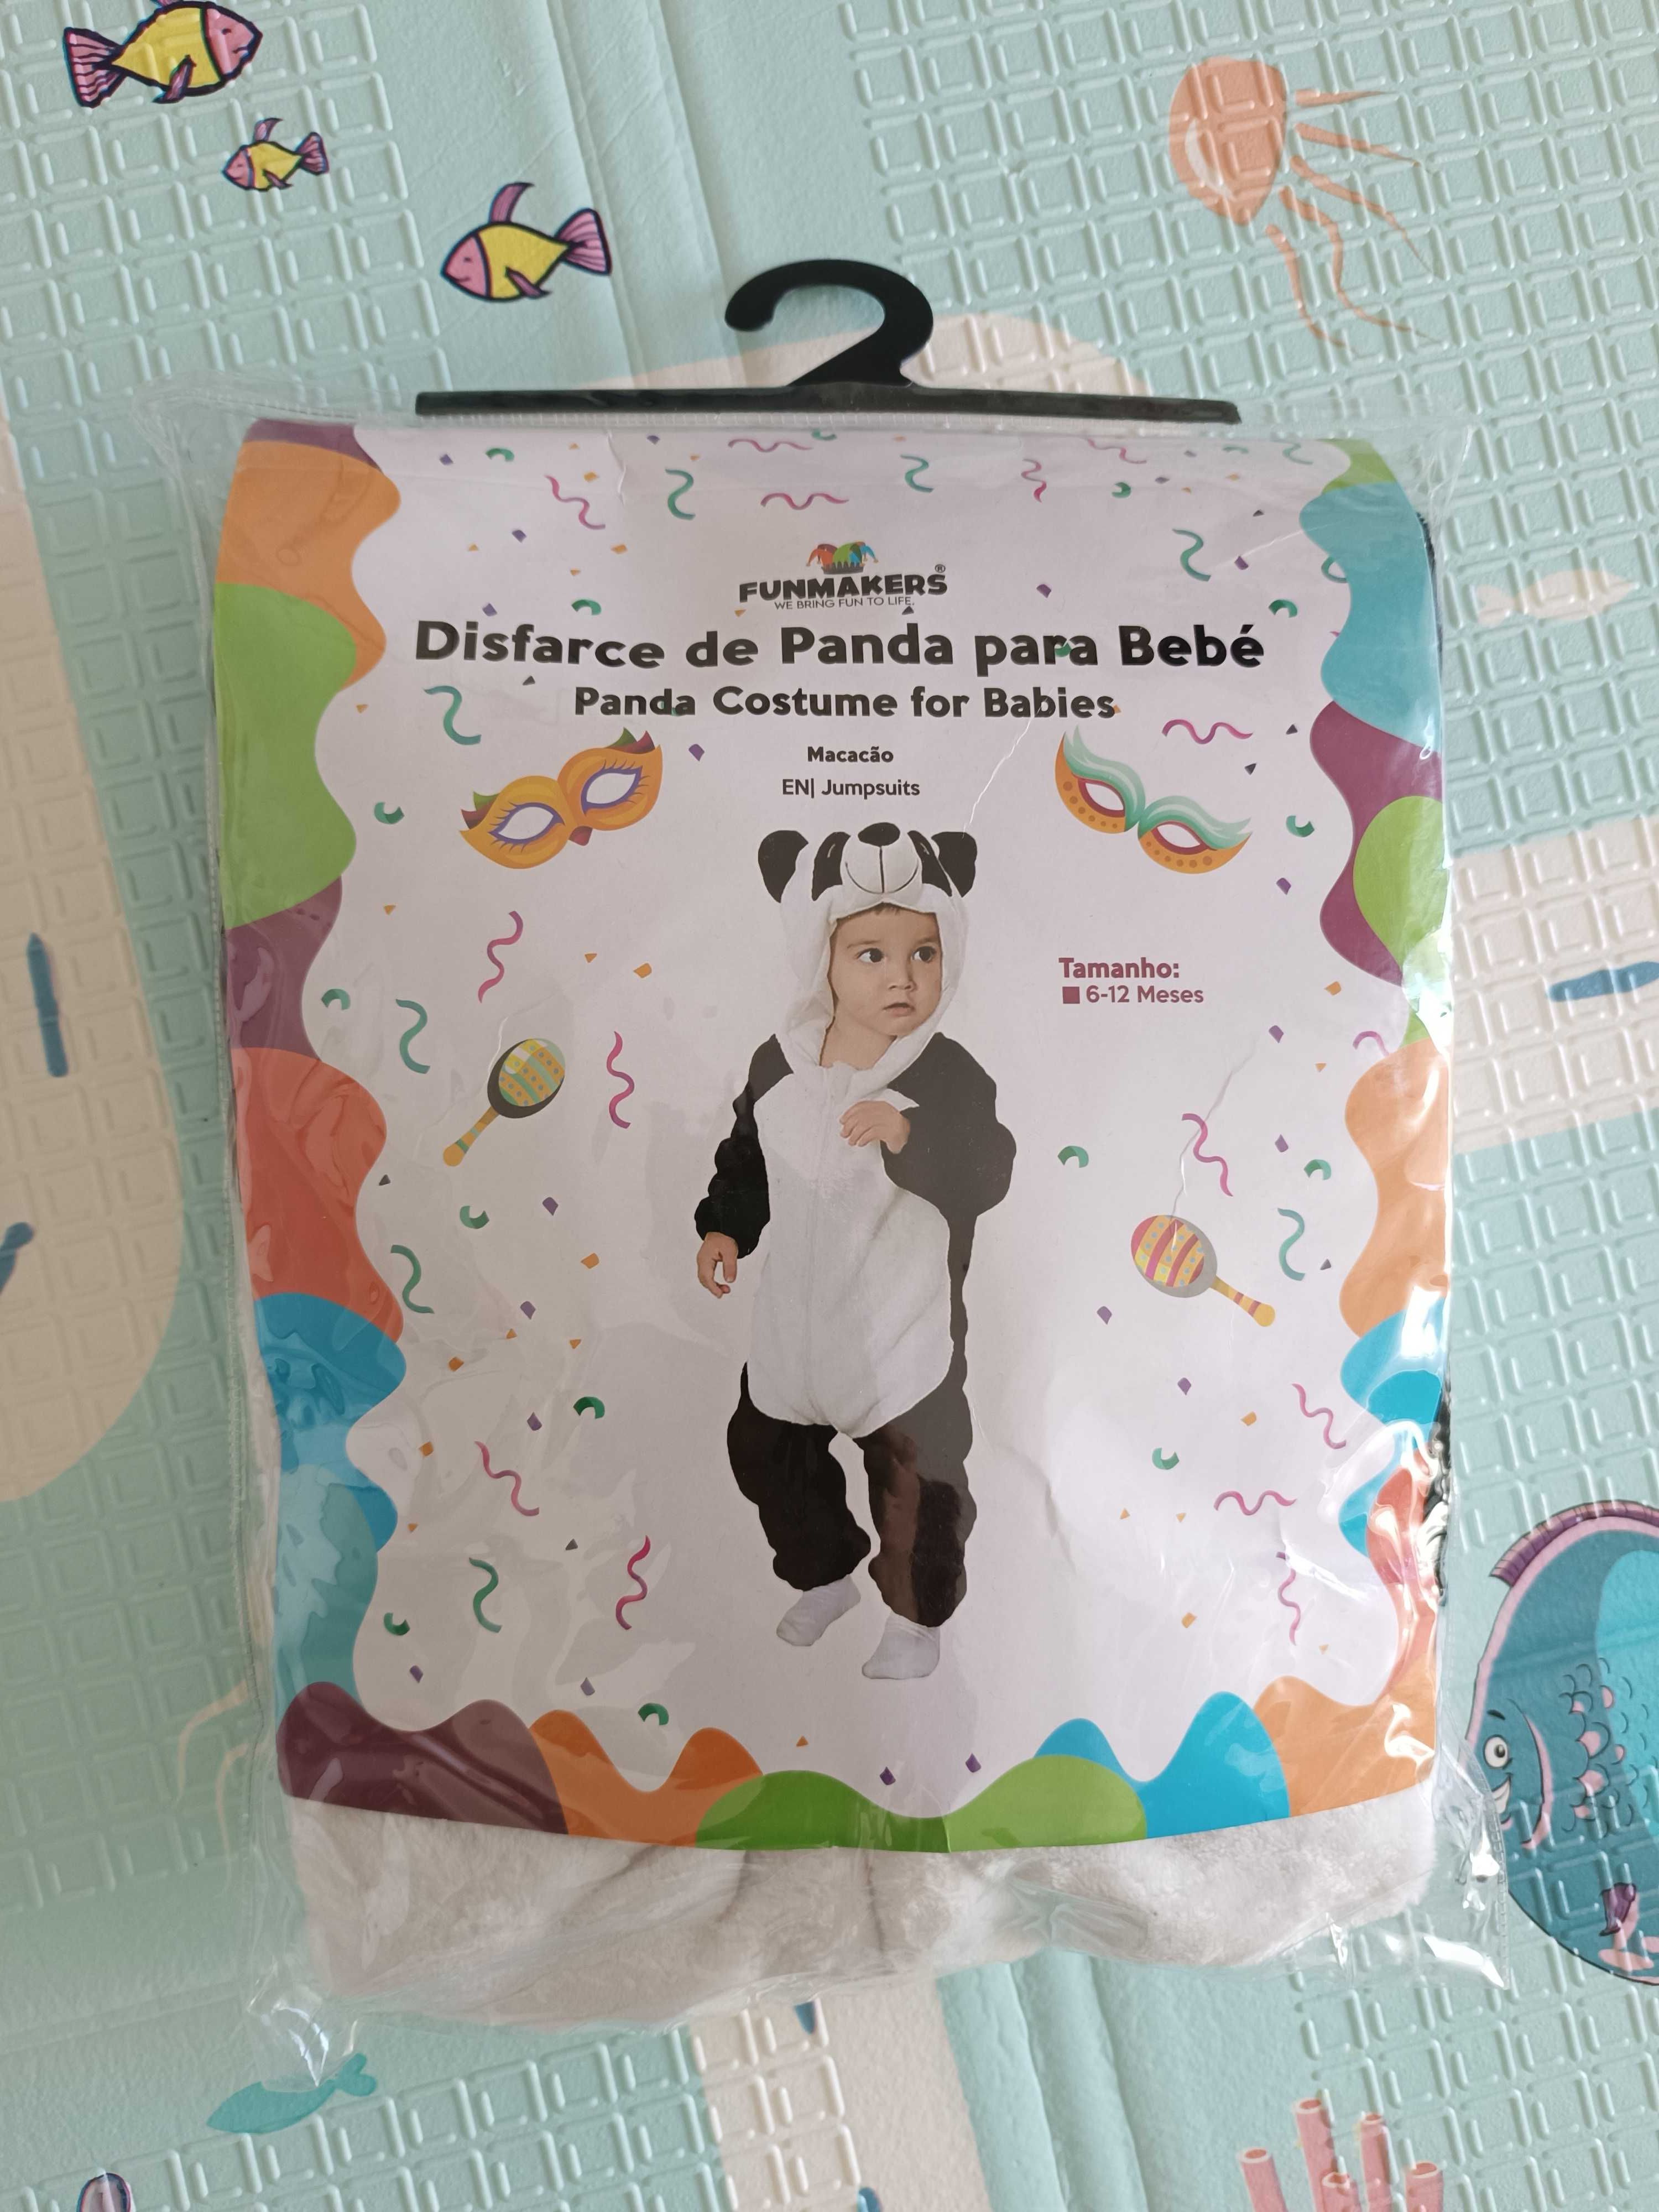 FUNMAKERS®
WE BRING FUN TO LIFE.
Disfarce de Panda para Bebé
Panda Costume for Babies
Macacão
EN| Jumpsuits
Tamanho:
6-12 Meses